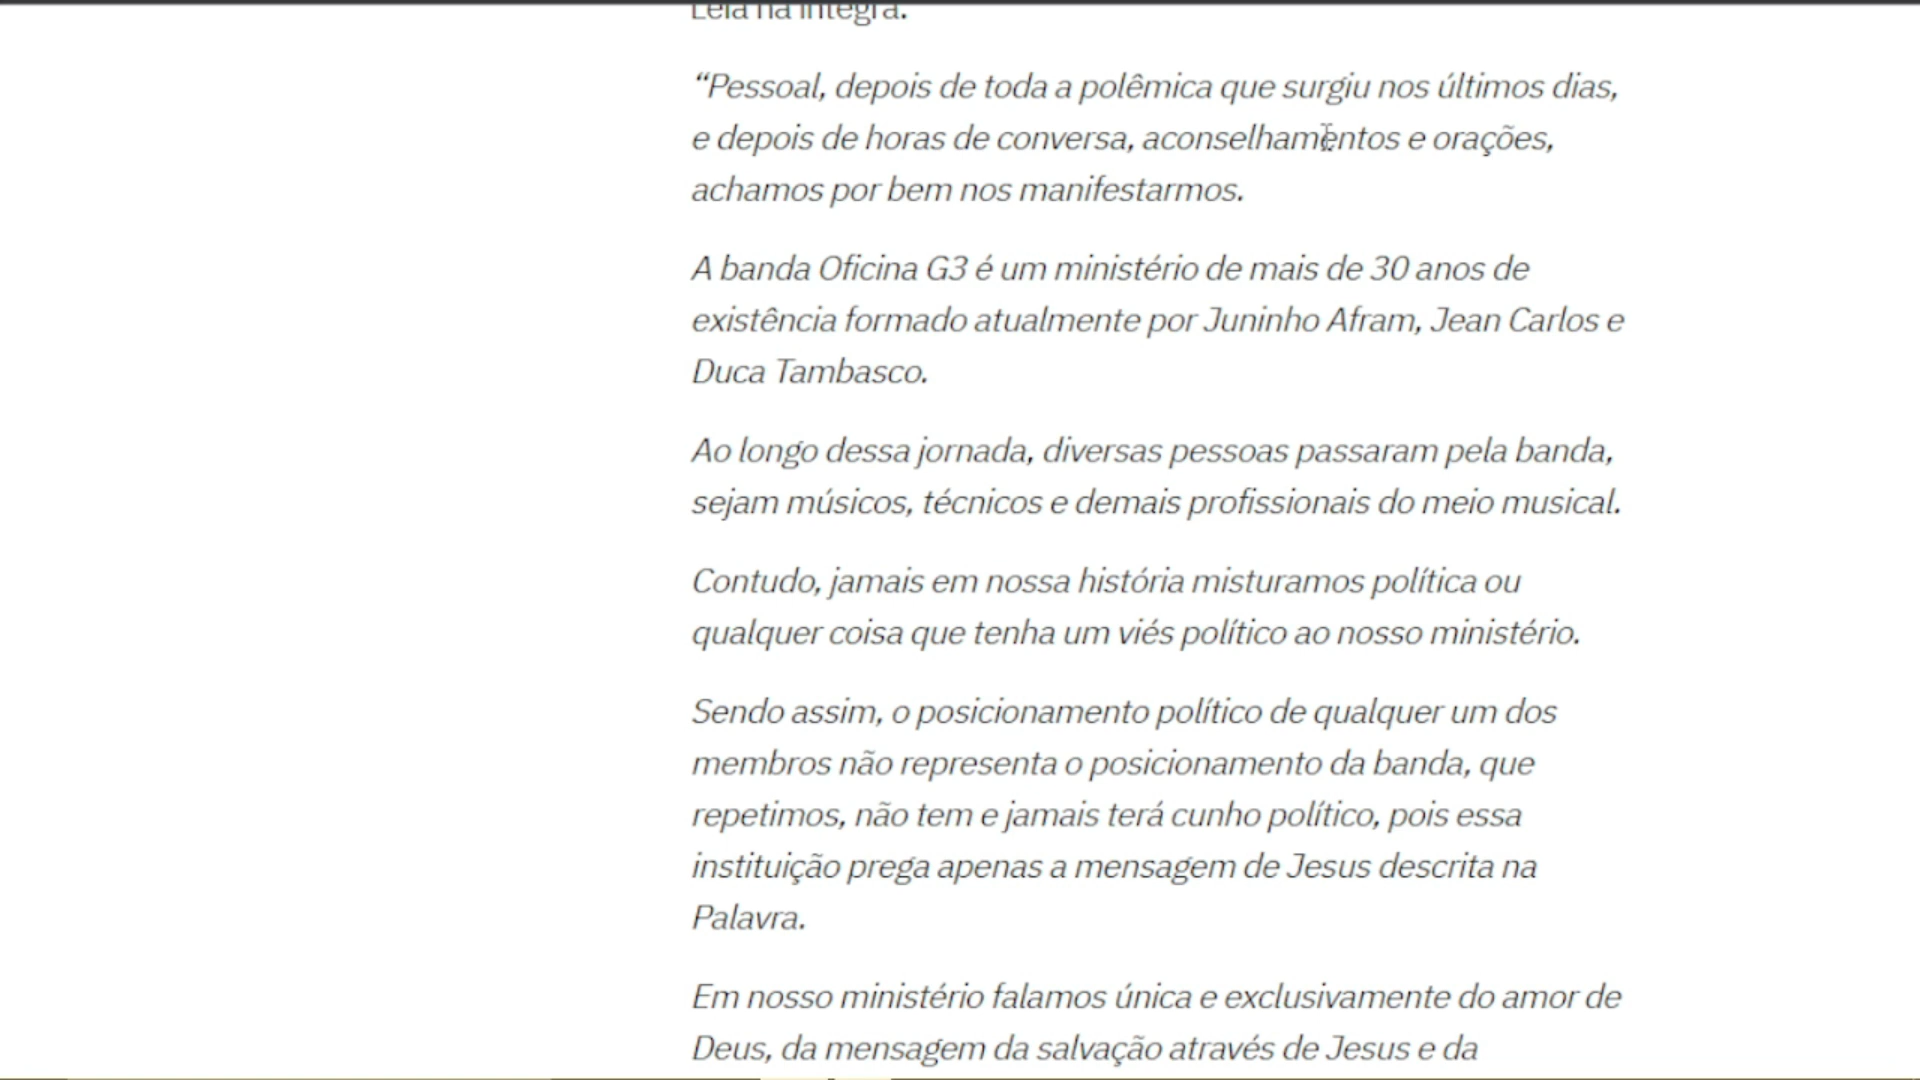 Leia na íntegra.
“Pessoal, depois de toda a polêmica que surgiu nos últimos dias,
e depois de horas de conversa, aconselhamentos e orações,
achamos por bem nos manifestarmos.
A banda Oficina G3 é um ministério de mais de 30 anos de
existência formado atualmente por Juninho Afram, Jean Carlos e
Duca Tambasco.
Ao longo dessa jornada, diversas pessoas passaram pela banda,
sejam músicos, técnicos e demais profissionais do meio musical.
Contudo, jamais em nossa história misturamos política ou
qualquer coisa que tenha um viés político ao nosso ministério.
Sendo assim, o posicionamento político de qualquer um dos
membros não representa o posicionamento da banda, que
repetimos, não tem e jamais terá cunho político, pois essa
instituição prega apenas a mensagem de Jesus descrita na
Palavra.
Em nosso ministério falamos única e exclusivamente do amor de
Deus, da mensagem da salvação através de Jesus e da